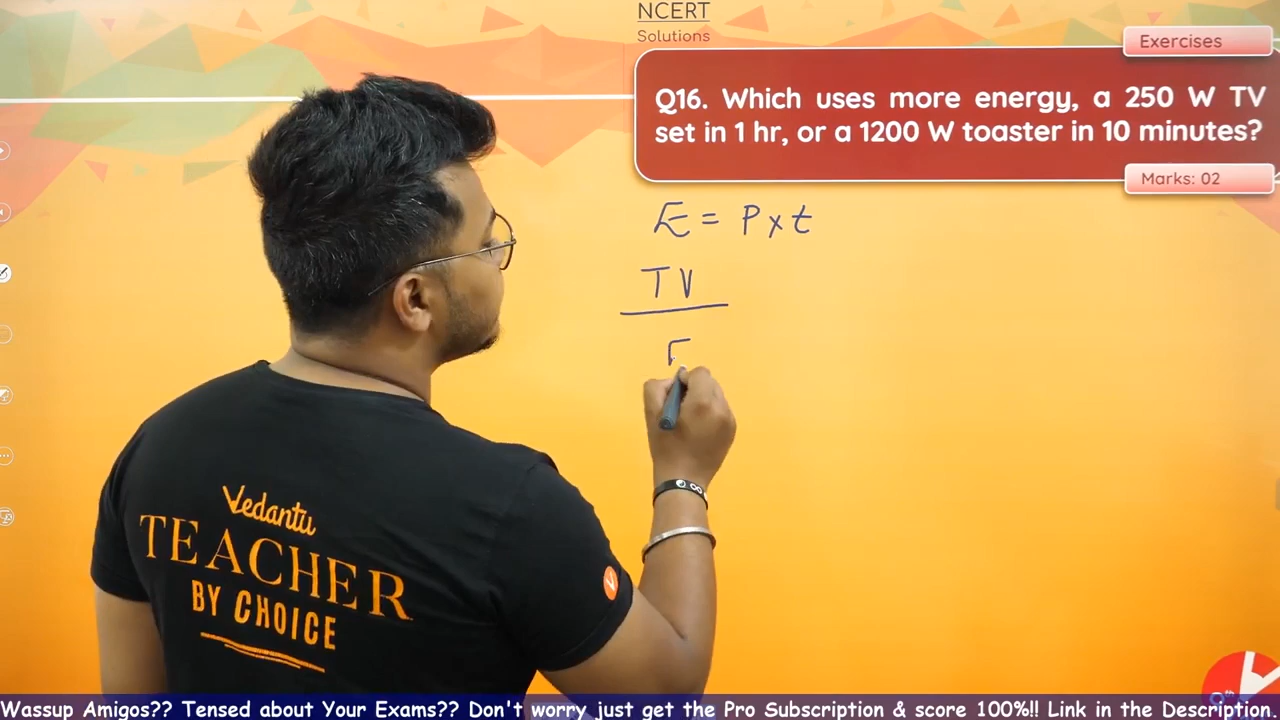 NCERT
Solutions
Exercises
Q16. Which uses more energy, a 250 W TV
set in 1 hr, or a 1200 W toaster in 10 minutes?
Marks: 02
E = P x t
TV
Vedantu
TEACHER
BY CHOICE
Wassup Amigos?? Tensed about Your Exams?? Don't worry just get the Pro Subscription & score 100%!! Link in the Description